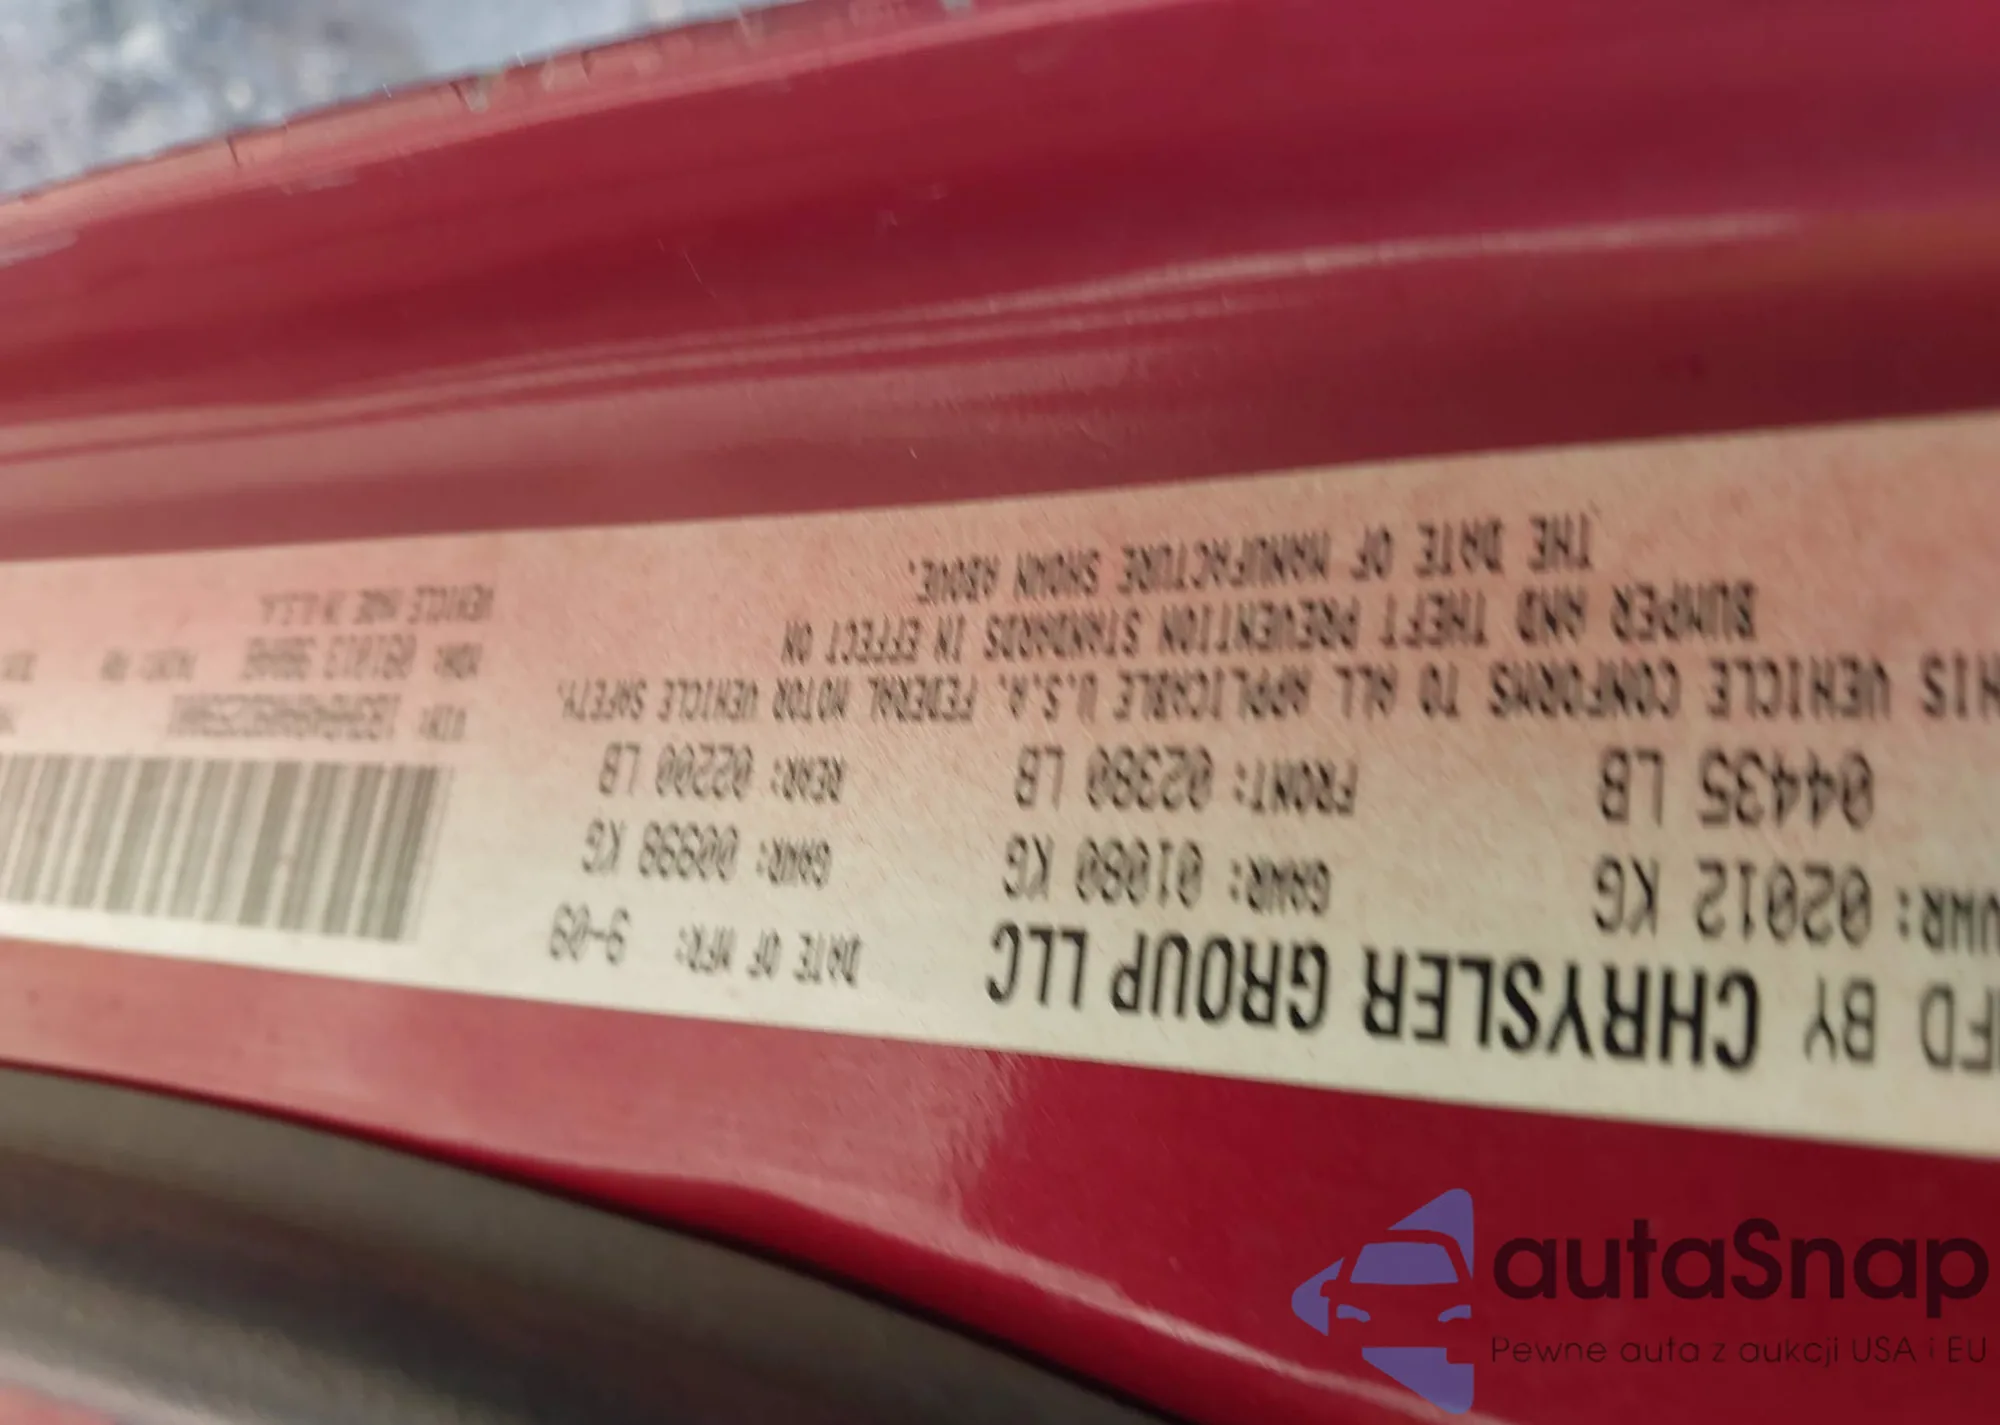 MFD BY CHRYSLER GROUP LLC
DATE OF MFR: 9-09
GVWR: 02012 KG
GAWR: 01080 KG
GAWR: 00998 KG
04435 LB
FRONT: 02380 LB
REAR: 02200 LB
THIS VEHICLE CONFORMS TO ALL APPLICABLE U.S.A. FEDERAL MOTOR VEHICLE SAFETY,
BUMPER AND THEFT PREVENTION STANDARDS IN EFFECT ON
THE DATE OF MANUFACTURE SHOWN ABOVE.
VIN:
MDH: 091013
VEHICLE MADE IN U.S.A.
autaSnap
Pewne auta z aukcji USA i EU